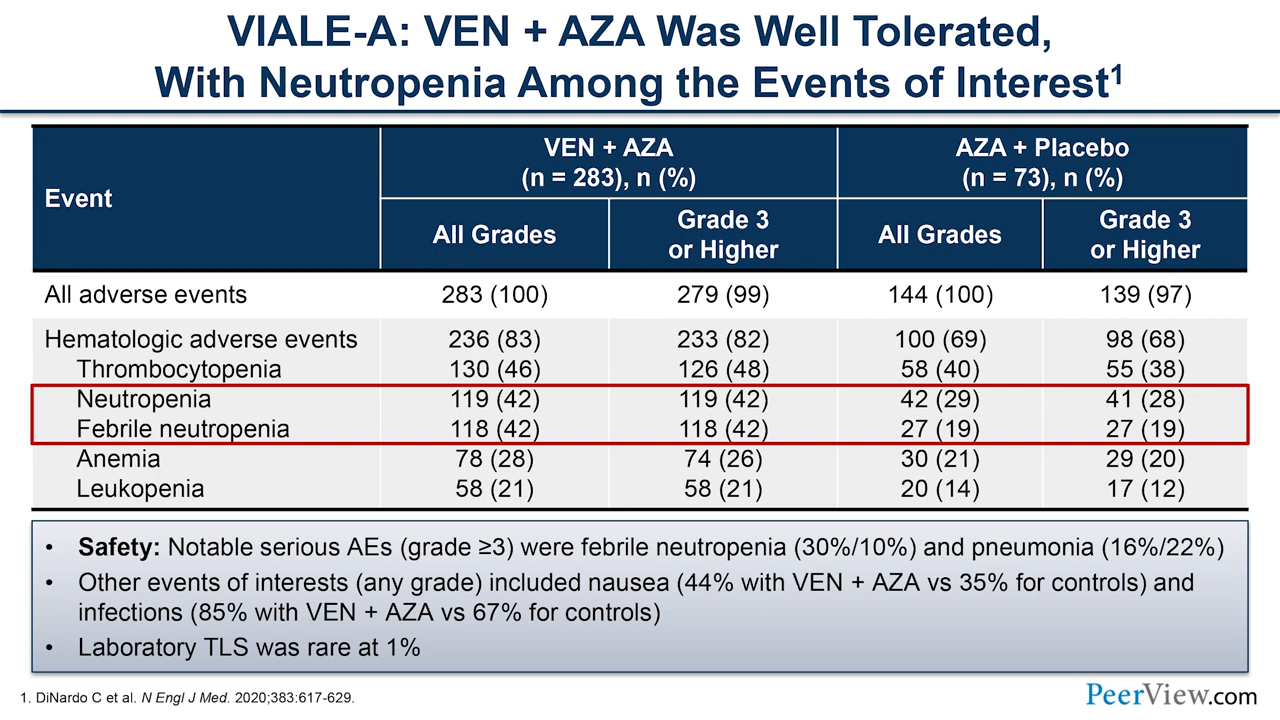 VIALE-A: VEN + AZA Was Well Tolerated,
With Neutropenia Among the Events of Interest1
Event
VEN + AZA
(n = 283), n (%)
AZA + Placebo
(n = 73), n (%)
All Grades
Grade 3
or Higher
All Grades
Grade 3
or Higher
All adverse events 283 (100) 279 (99) 144 (100) 139 (97)
Hematologic adverse events 236 (83) 233 (82) 100 (69) 98 (68)
Thrombocytopenia 130 (46) 126 (48) 58 (40) 55 (38)
Neutropenia 119 (42) 119 (42) 42 (29) 41 (28)
Febrile neutropenia 118 (42) 118 (42) 27 (19) 27 (19)
Anemia 78 (28) 74 (26) 30 (21) 29 (20)
Leukopenia 58 (21) 58 (21) 20 (14) 17 (12)
• Safety: Notable serious AEs (grade ≥3) were febrile neutropenia (30%/10%) and pneumonia (16%/22%)
• Other events of interests (any grade) included nausea (44% with VEN + AZA vs 35% for controls) and
infections (85% with VEN + AZA vs 67% for controls)
• Laboratory TLS was rare at 1%
1. DiNardo C et al. N Engl J Med. 2020;383:617-629.
PeerView.com